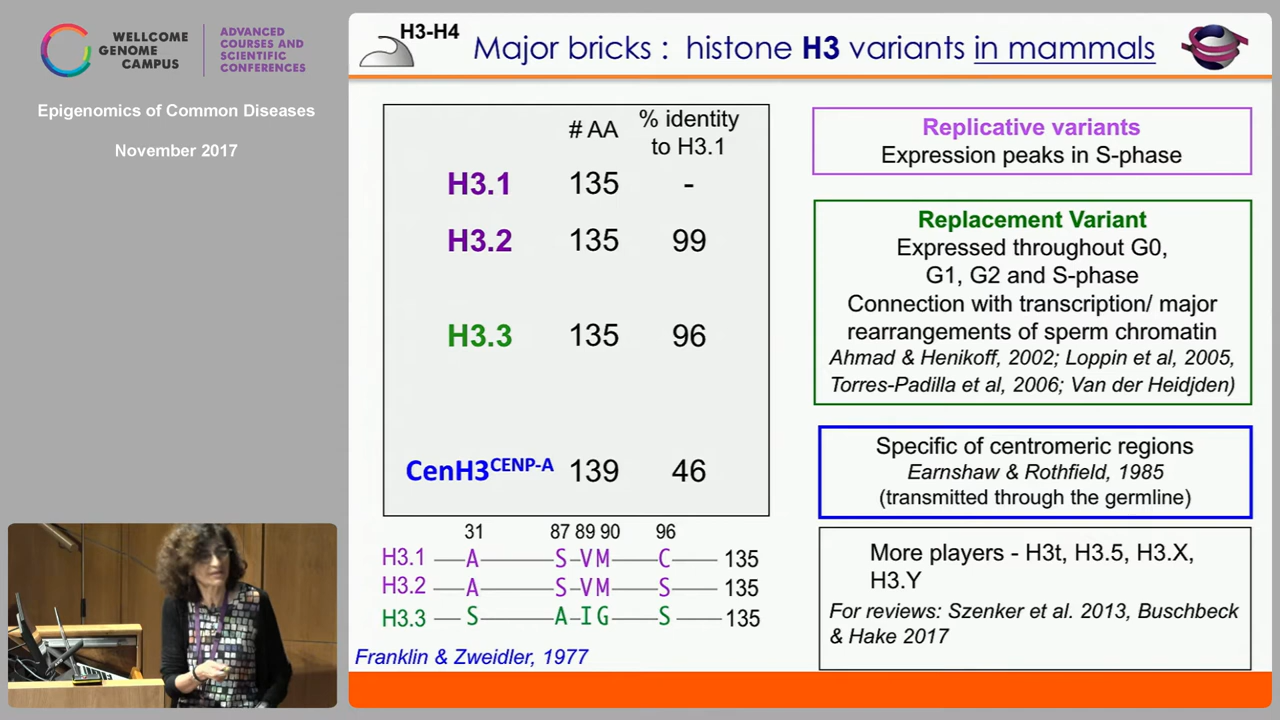 WELLCOME
GENOME
CAMPUS
ADVANCED
COURSES AND
SCIENTIFIC
CONFERENCES
Epigenomics of Common Diseases
November 2017
H3-H4
Major bricks : histone H3 variants in mammals
# AA % identity to H3.1
H3.1 135 -
H3.2 135 99
H3.3 135 96
CenH3CENP-A 139 46
31 87 89 90 96
H3.1 A S-VM C 135
H3.2 A S-VM S 135
H3.3 S A-IG S 135
Franklin & Zweidler, 1977
Replicative variants
Expression peaks in S-phase
Replacement Variant
Expressed throughout G0,
G1, G2 and S-phase
Connection with transcription/ major
rearrangements of sperm chromatin
Ahmad & Henikoff, 2002; Loppin et al, 2005,
Torres-Padilla et al, 2006; Van der Heidjden)
Specific of centromeric regions
Earnshaw & Rothfield, 1985
(transmitted through the germline)
More players - H3t, H3.5, H3.X,
H3.Y
For reviews: Szenker et al. 2013, Buschbeck
& Hake 2017